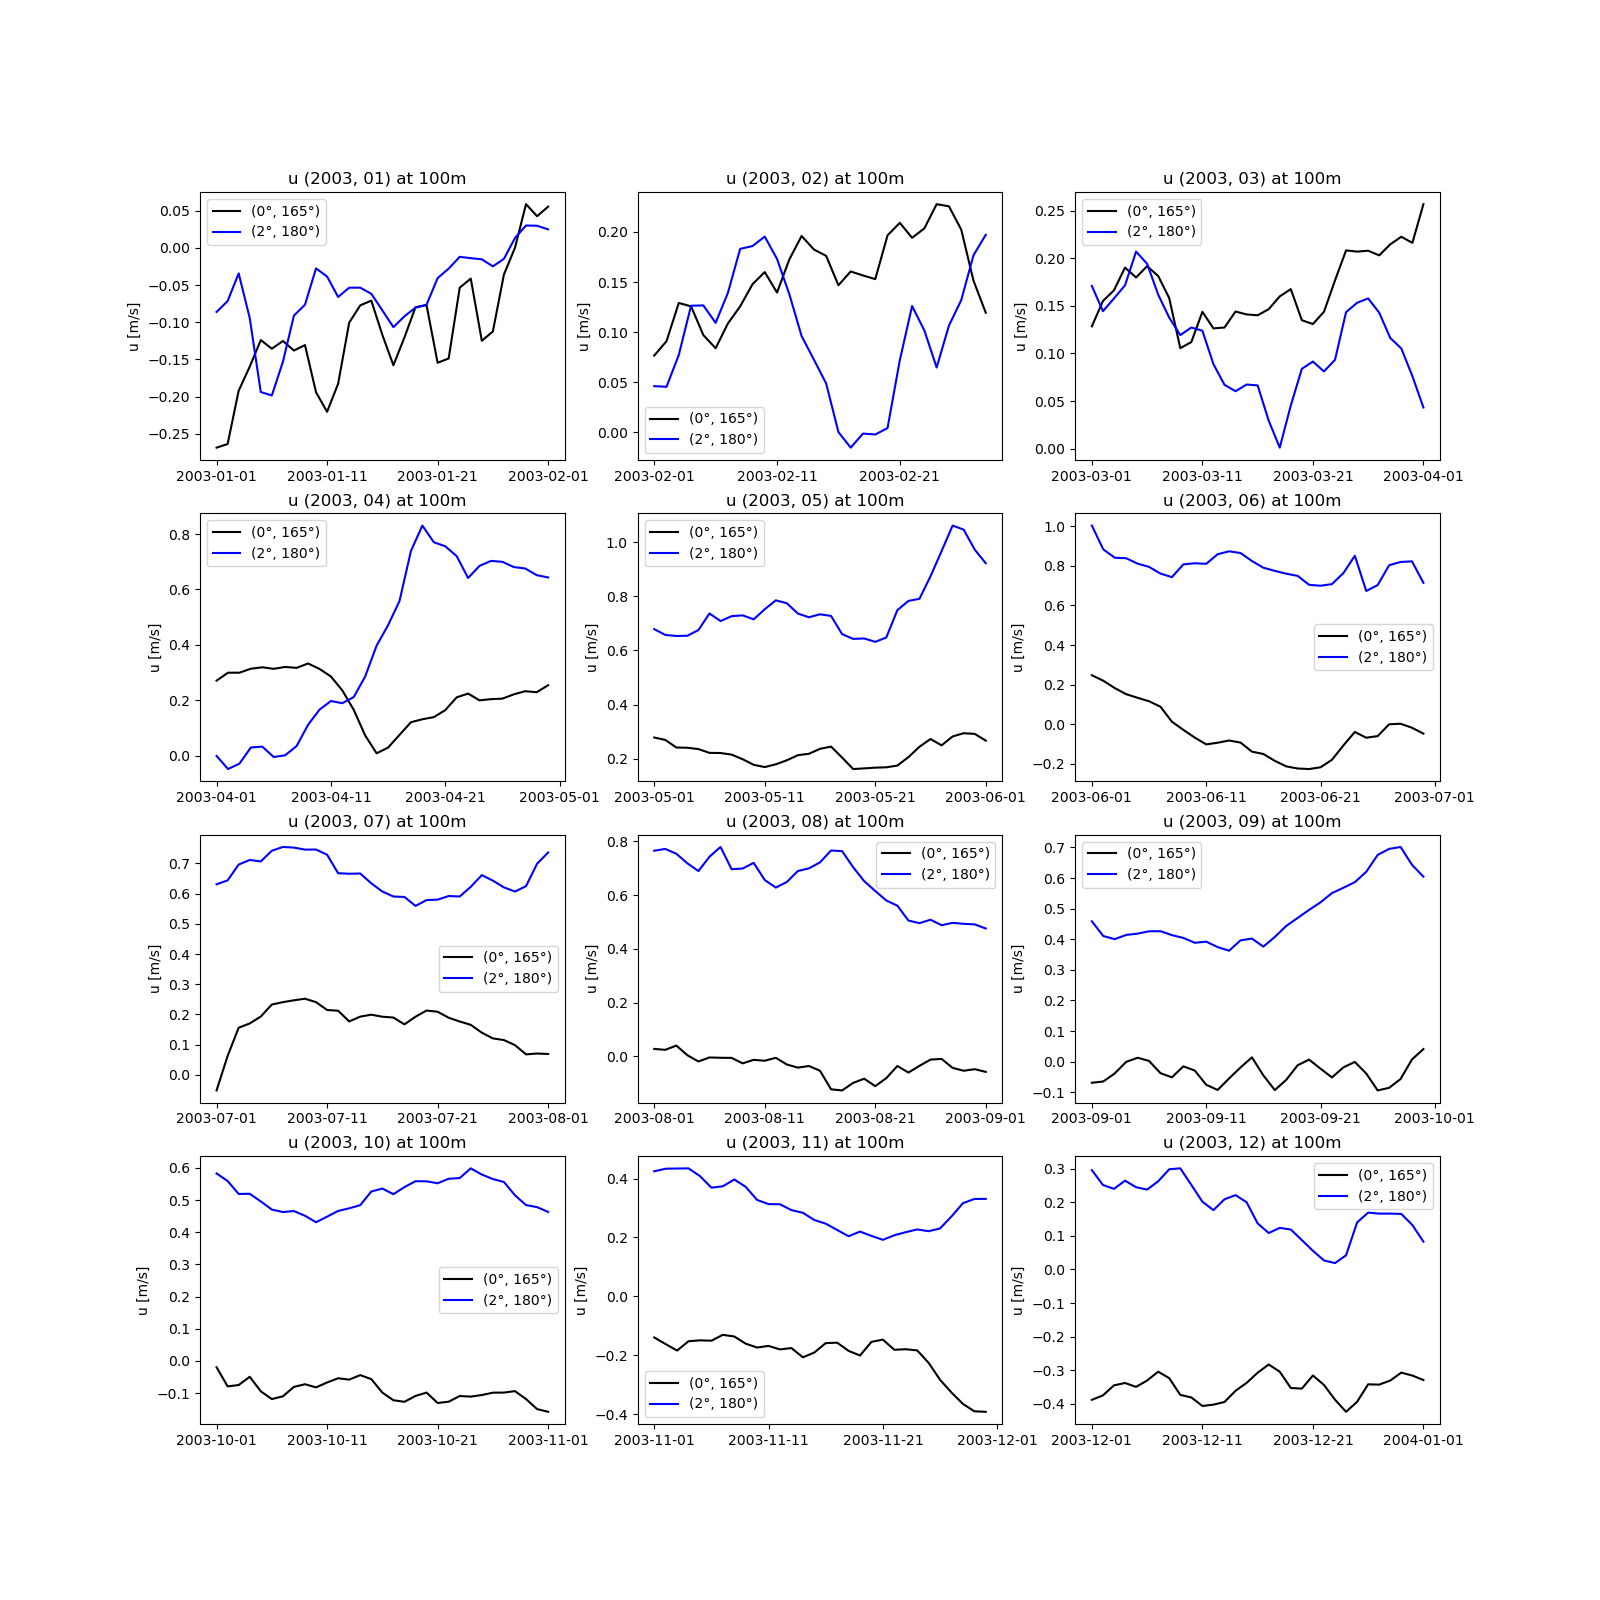 u (2003, 01) at 100m
u [m/s]
0.05
0.00
−0.05
−0.10
−0.15
−0.20
−0.25
(0°, 165°)
(2°, 180°)
2003-01-01 2003-01-11 2003-01-21 2003-02-01
u (2003, 02) at 100m
u [m/s]
0.20
0.15
0.10
0.05
0.00
(0°, 165°)
(2°, 180°)
2003-02-01 2003-02-11 2003-02-21
u (2003, 03) at 100m
u [m/s]
0.25
0.20
0.15
0.10
0.05
0.00
(0°, 165°)
(2°, 180°)
2003-03-01 2003-03-11 2003-03-21 2003-04-01
u (2003, 04) at 100m
u [m/s]
0.8
0.6
0.4
0.2
0.0
(0°, 165°)
(2°, 180°)
2003-04-01 2003-04-11 2003-04-21 2003-05-01
u (2003, 05) at 100m
u [m/s]
1.0
0.8
0.6
0.4
0.2
(0°, 165°)
(2°, 180°)
2003-05-01 2003-05-11 2003-05-21 2003-06-01
u (2003, 06) at 100m
u [m/s]
1.0
0.8
0.6
0.4
0.2
0.0
−0.2
(0°, 165°)
(2°, 180°)
2003-06-01 2003-06-11 2003-06-21 2003-07-01
u (2003, 07) at 100m
u [m/s]
0.7
0.6
0.5
0.4
0.3
0.2
0.1
0.0
(0°, 165°)
(2°, 180°)
2003-07-01 2003-07-11 2003-07-21 2003-08-01
u (2003, 08) at 100m
u [m/s]
0.8
0.6
0.4
0.2
0.0
(0°, 165°)
(2°, 180°)
2003-08-01 2003-08-11 2003-08-21 2003-09-01
u (2003, 09) at 100m
u [m/s]
0.7
0.6
0.5
0.4
0.3
0.2
0.1
0.0
−0.1
(0°, 165°)
(2°, 180°)
2003-09-01 2003-09-11 2003-09-21 2003-10-01
u (2003, 10) at 100m
u [m/s]
0.6
0.5
0.4
0.3
0.2
0.1
0.0
−0.1
(0°, 165°)
(2°, 180°)
2003-10-01 2003-10-11 2003-10-21 2003-11-01
u (2003, 11) at 100m
u [m/s]
0.4
0.2
0.0
−0.2
−0.4
(0°, 165°)
(2°, 180°)
2003-11-01 2003-11-11 2003-11-21 2003-12-01
u (2003, 12) at 100m
u [m/s]
0.3
0.2
0.1
0.0
−0.1
−0.2
−0.3
−0.4
(0°, 165°)
(2°, 180°)
2003-12-01 2003-12-11 2003-12-21 2004-01-01